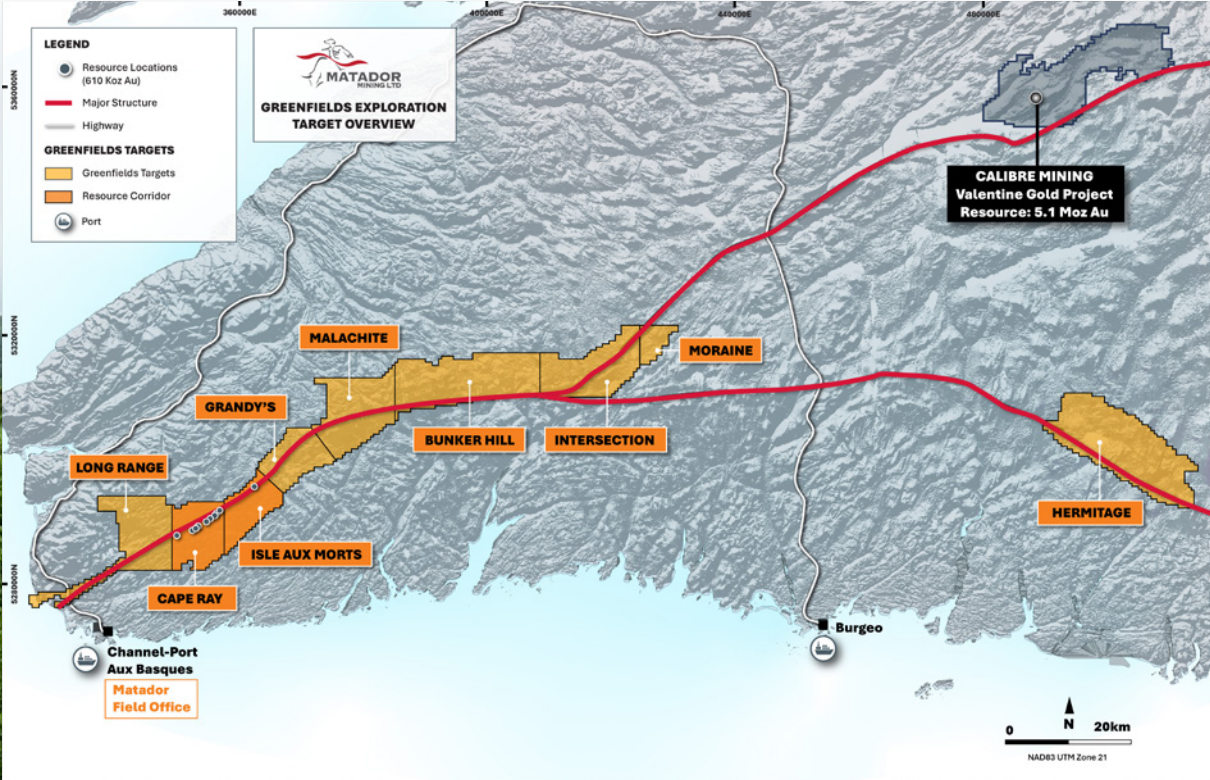 360000E
400000E
440000E
480000E
5360000N
5320000N
5280000N
LEGEND
Resource Locations
(610 Koz Au)
Major Structure
Highway
GREENFIELDS TARGETS
Greenfields Targets
Resource Corridor
Port
MATADOR
MINING LTD
GREENFIELDS EXPLORATION
TARGET OVERVIEW
CALIBRE MINING
Valentine Gold Project
Resource: 5.1 Moz Au
MALACHITE
MORAINE
GRANDY'S
BUNKER HILL
INTERSECTION
LONG RANGE
HERMITAGE
ISLE AUX MORTS
CAPE RAY
Burgeo
Channel-Port
Aux Basques
Matador
Field Office
N
0 20km
NAD83 UTM Zone 21